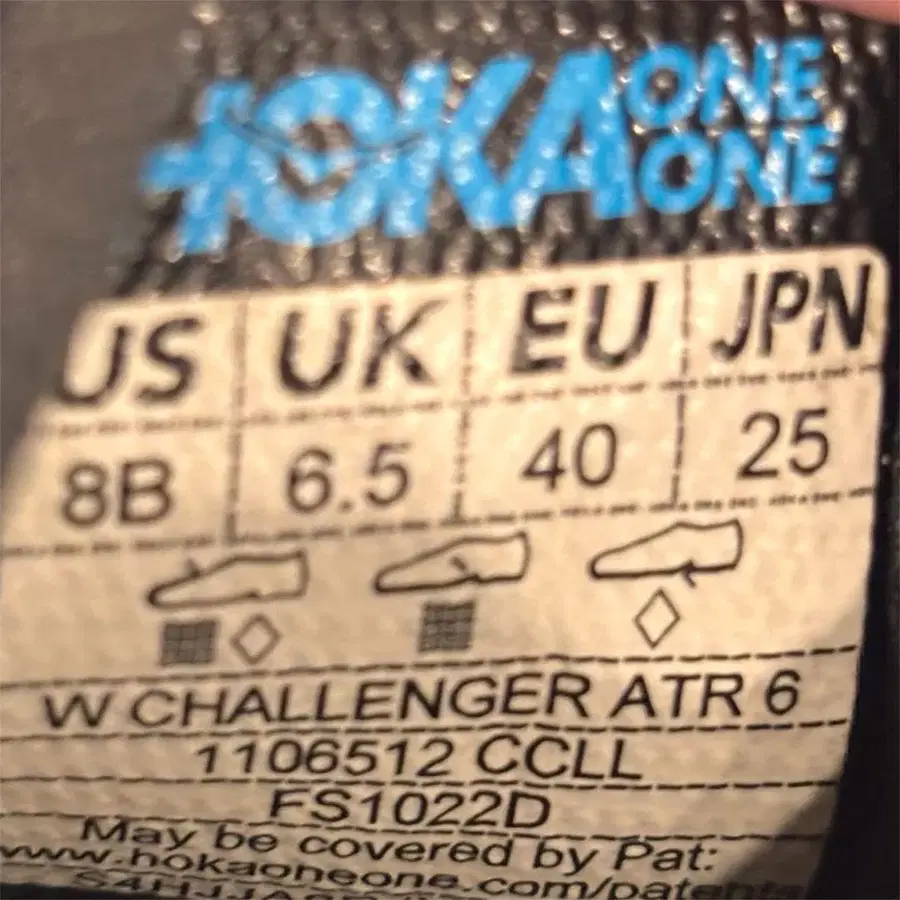 HOKA ONE ONE
US UK EU JPN
8B 6.5 40 25
W CHALLENGER ATR 6
1106512 CCLL
FS1022D
May be covered by Pat:
www.hokaoneone.com/patents